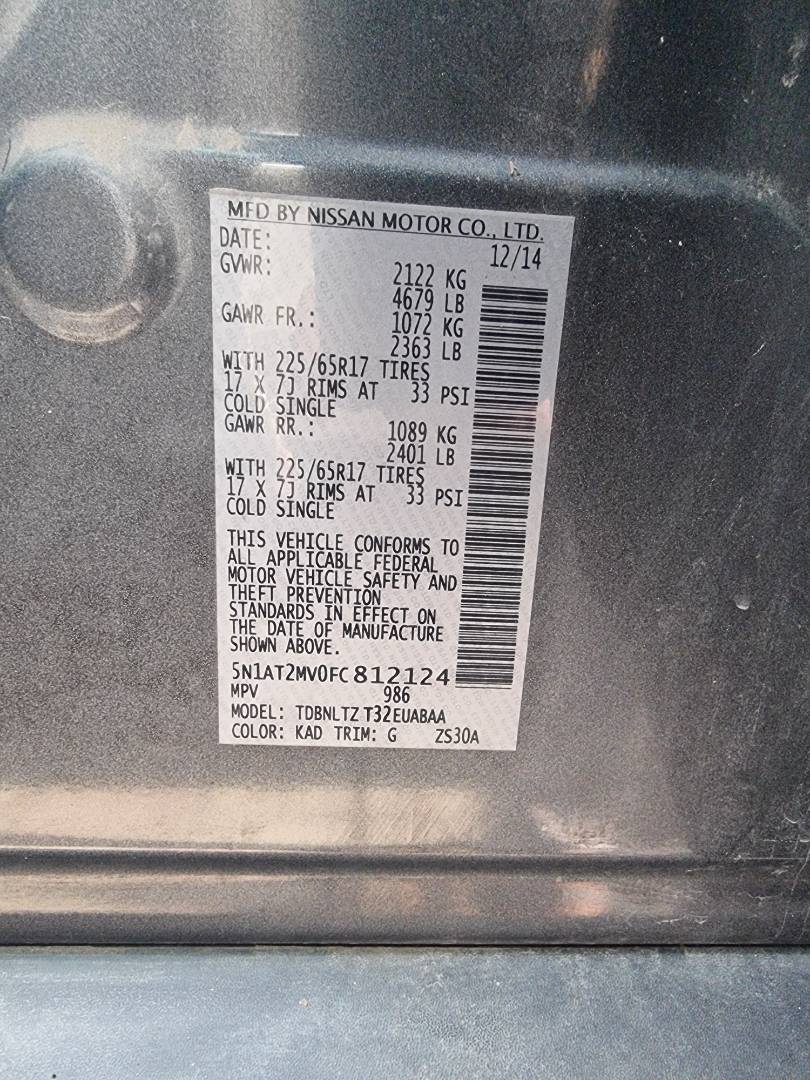 MFD BY NISSAN MOTOR CO., LTD.
DATE: 12/14
GVWR: 2122 KG
4679 LB
GAWR FR.: 1072 KG
2363 LB
WITH 225/65R17 TIRES
17 X 7J RIMS AT 33 PSI
COLD SINGLE
GAWR RR.: 1089 KG
2401 LB
WITH 225/65R17 TIRES
17 X 7J RIMS AT 33 PSI
COLD SINGLE
THIS VEHICLE CONFORMS TO
ALL APPLICABLE FEDERAL
MOTOR VEHICLE SAFETY AND
THEFT PREVENTION
STANDARDS IN EFFECT ON
THE DATE OF MANUFACTURE
SHOWN ABOVE.
5N1AT2MV0FC812124
MPV 986
MODEL: TDBNLTZ T32EUABAA
COLOR: KAD TRIM: G ZS30A